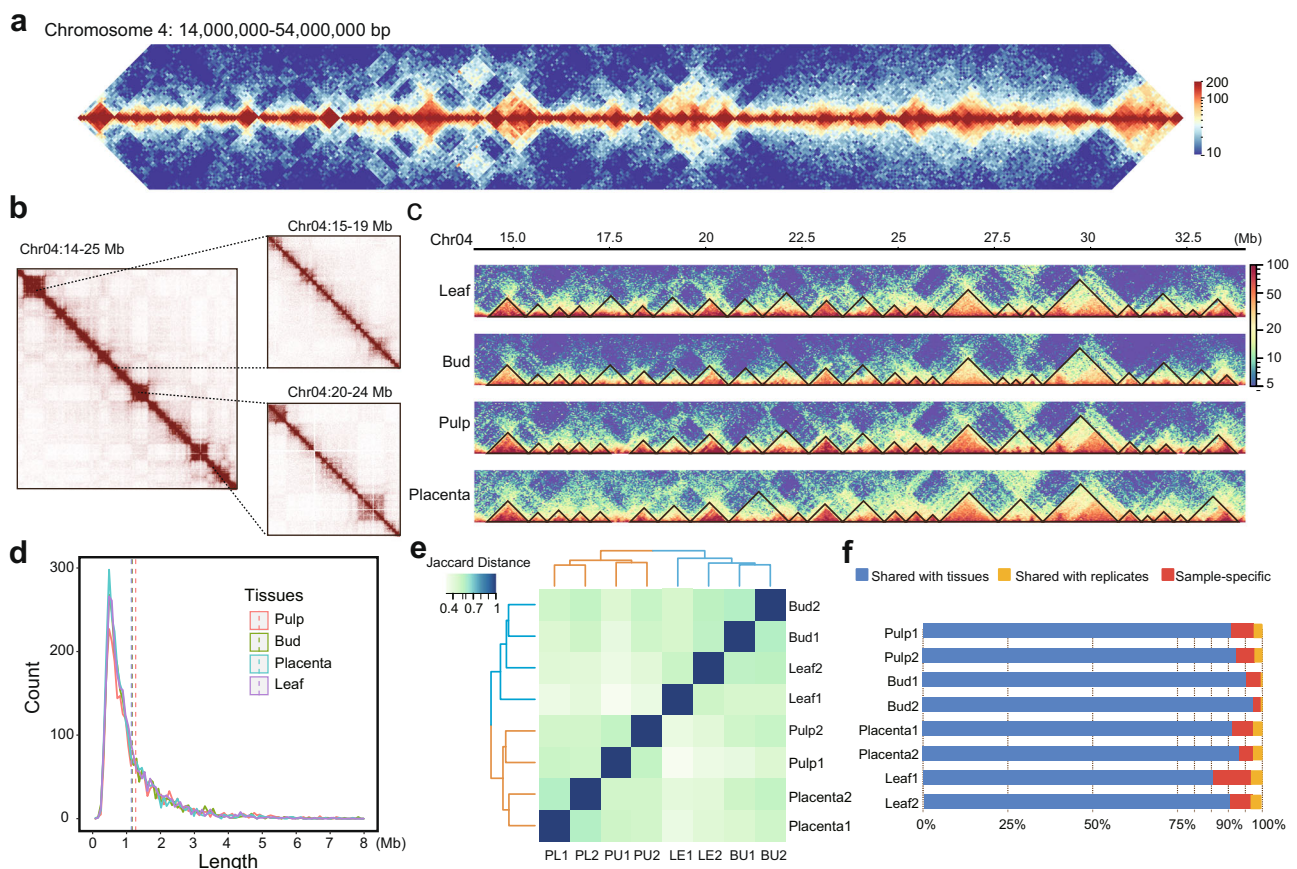 a
Chromosome 4: 14,000,000-54,000,000 bp
200
100
10
b
Chr04:14-25 Mb
Chr04:15-19 Mb
Chr04:20-24 Mb
c
Chr04 15.0 17.5 20 22.5 25 27.5 30 32.5 (Mb)
Leaf
Bud
Pulp
Placenta
100
50
20
10
5
d
Count
300
200
100
0
Tissues
Pulp
Bud
Placenta
Leaf
0 1 2 3 4 5 6 7 8 (Mb)
Length
e
Jaccard Distance
0.4 0.7 1
Bud2
Bud1
Leaf2
Leaf1
Pulp2
Pulp1
Placenta2
Placenta1
PL1 PL2 PU1 PU2 LE1 LE2 BU1 BU2
f
Shared with tissues Shared with replicates Sample-specific
Pulp1
Pulp2
Bud1
Bud2
Placenta1
Placenta2
Leaf1
Leaf2
0% 25% 50% 75% 80% 90% 100%